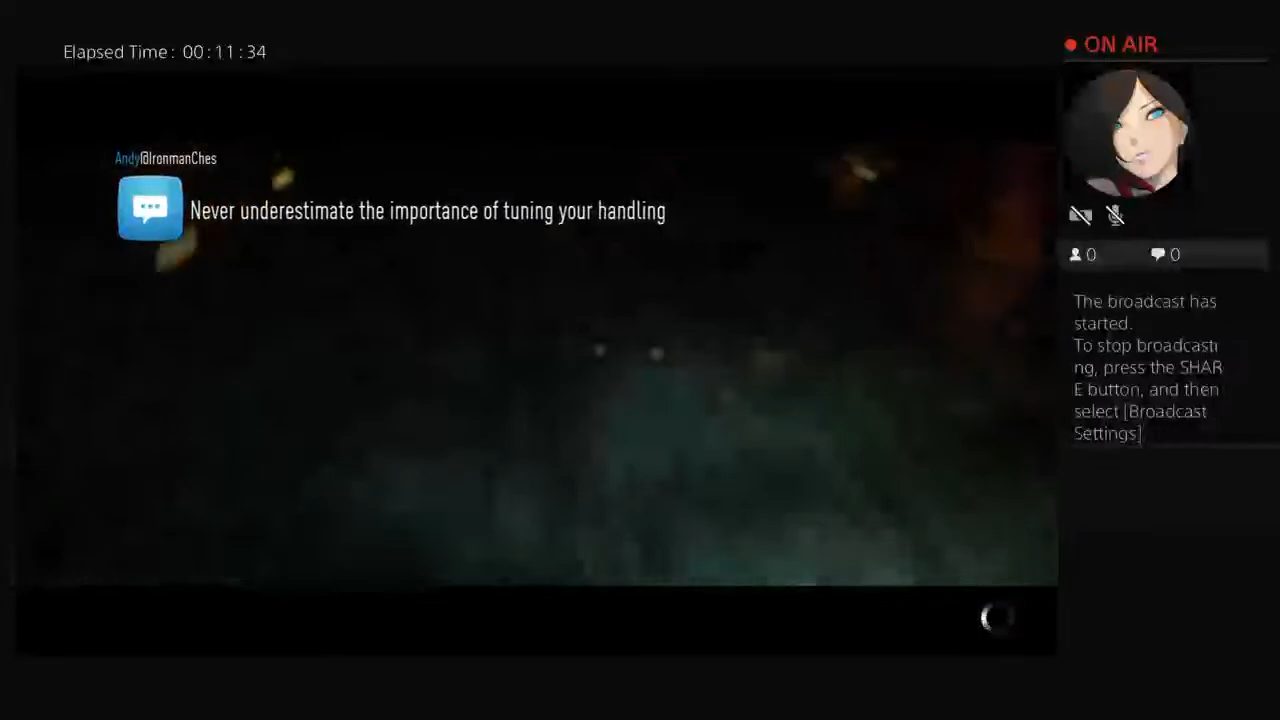 Elapsed Time: 00:11:34
ON AIR
Andy@IronmanChes
Never underestimate the importance of tuning your handling
0 0
The broadcast has
started.
To stop broadcasti
ng, press the SHAR
E button, and then
select [Broadcast
Settings]